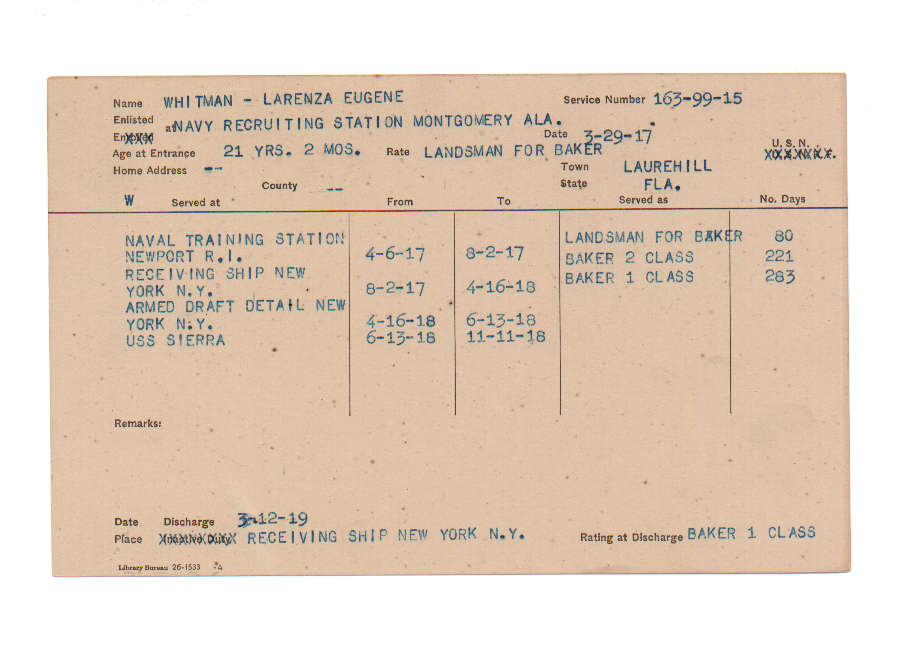 Name WHITMAN - LARENZA EUGENE Service Number 163-99-15
Enlisted at NAVY RECRUITING STATION MONTGOMERY ALA.
Date 3-29-17
U. S. N.
Age at Entrance 21 YRS. 2 MOS. Rate LANDSMAN FOR BAKER
Home Address -- Town LAUREHILL
County -- State FLA.
W Served at From To Served as No. Days
NAVAL TRAINING STATION LANDSMAN FOR BAKER 80
NEWPORT R.I. 4-6-17 8-2-17 BAKER 2 CLASS 221
RECEIVING SHIP NEW BAKER 1 CLASS 283
YORK N.Y. 8-2-17 4-16-18
ARMED DRAFT DETAIL NEW
YORK N.Y. 4-16-18 6-13-18
USS SIERRA 6-13-18 11-11-18
Remarks:
Date Discharge 3-12-19
Place RECEIVING SHIP NEW YORK N.Y. Rating at Discharge BAKER 1 CLASS
Library Bureau 26-1533